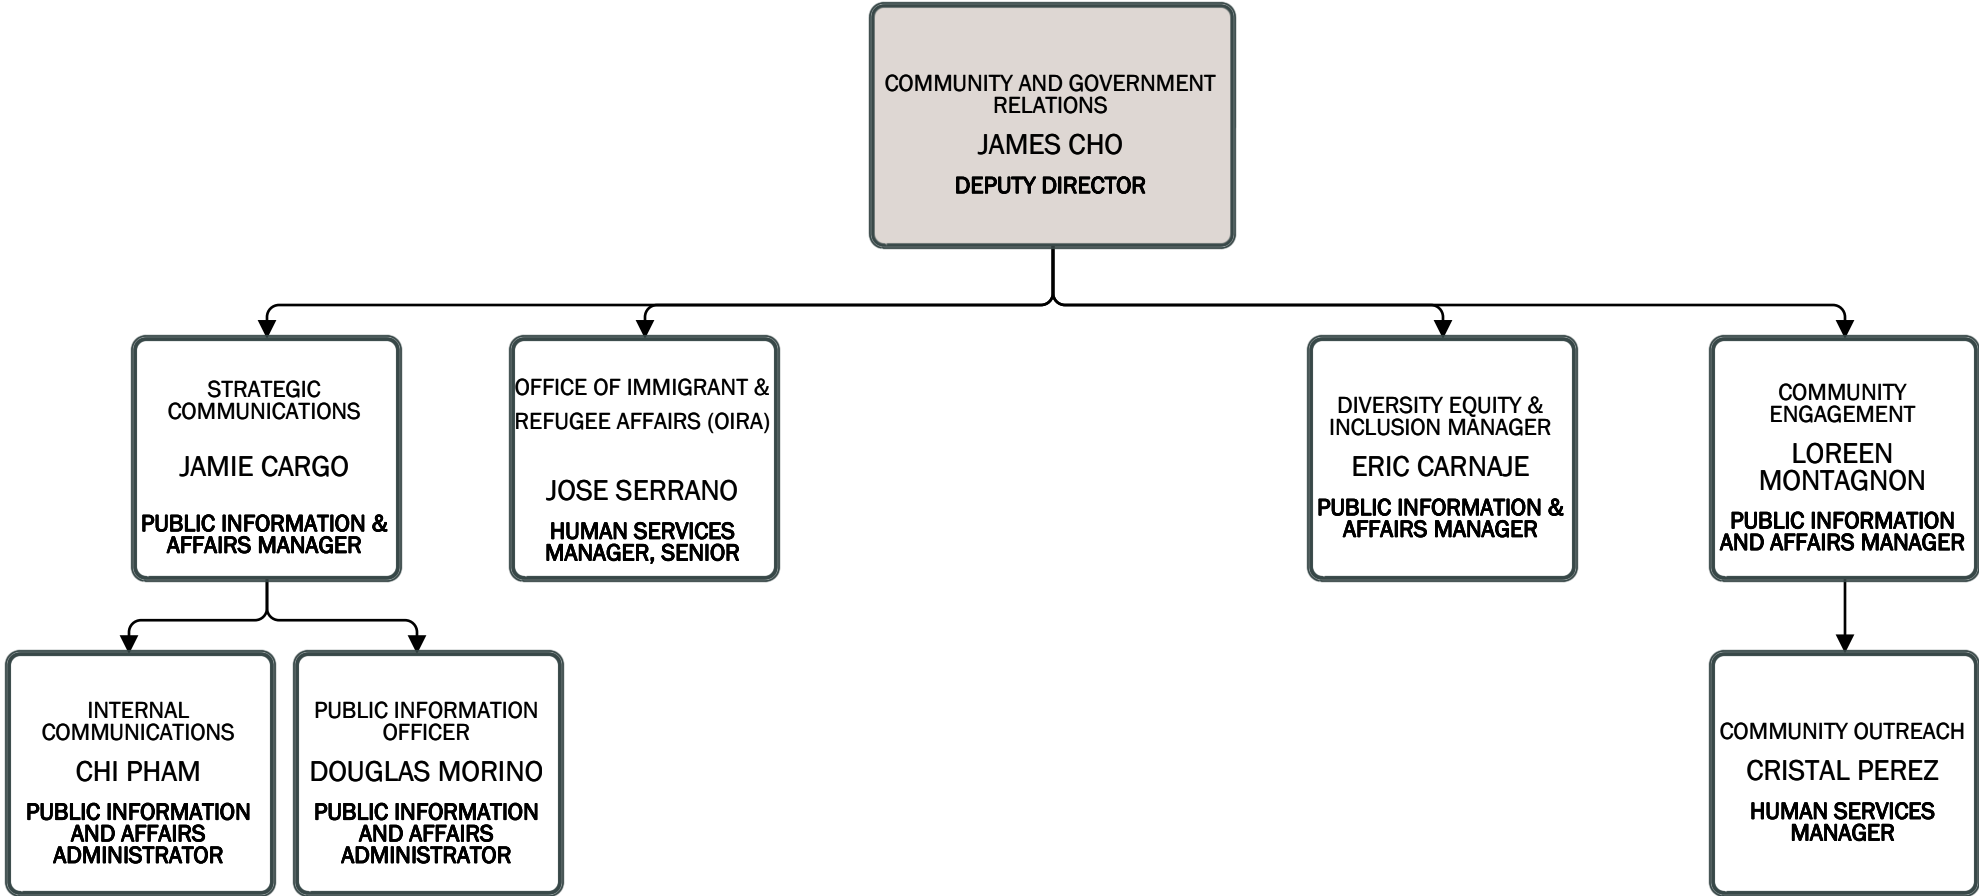 COMMUNITY AND GOVERNMENT
RELATIONS
JAMES CHO
DEPUTY DIRECTOR
STRATEGIC
COMMUNICATIONS
JAMIE CARGO
PUBLIC INFORMATION &
AFFAIRS MANAGER
OFFICE OF IMMIGRANT &
REFUGEE AFFAIRS (OIRA)
JOSE SERRANO
HUMAN SERVICES
MANAGER, SENIOR
DIVERSITY EQUITY &
INCLUSION MANAGER
ERIC CARNAJE
PUBLIC INFORMATION &
AFFAIRS MANAGER
COMMUNITY
ENGAGEMENT
LOREEN
MONTAGNON
PUBLIC INFORMATION
AND AFFAIRS MANAGER
INTERNAL
COMMUNICATIONS
CHI PHAM
PUBLIC INFORMATION
AND AFFAIRS
ADMINISTRATOR
PUBLIC INFORMATION
OFFICER
DOUGLAS MORINO
PUBLIC INFORMATION
AND AFFAIRS
ADMINISTRATOR
COMMUNITY OUTREACH
CRISTAL PEREZ
HUMAN SERVICES
MANAGER